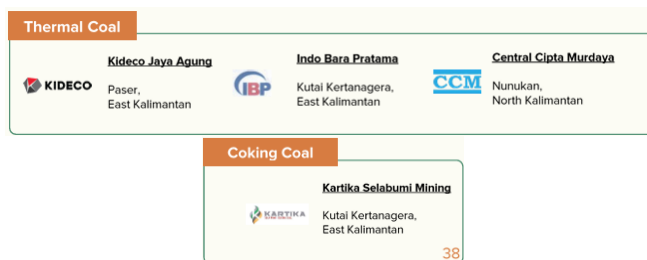 Thermal Coal
KIDECO
Kideco Jaya Agung
Paser,
East Kalimantan
IBP
Indo Bara Pratama
Kutai Kertanagera,
East Kalimantan
CCM
Central Cipta Murdaya
Nunukan,
North Kalimantan
Coking Coal
KARTIKA
Kartika Selabumi Mining
Kutai Kertanagera,
East Kalimantan
38